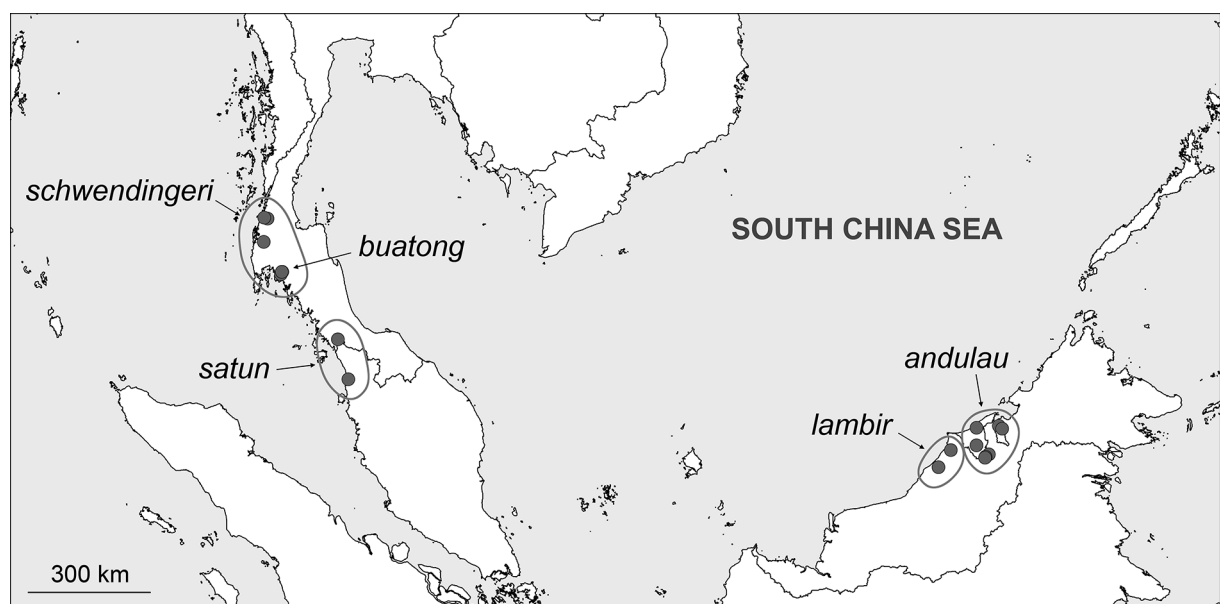 schwendingeri
SOUTH CHINA SEA
buatong
andulau
satun
lambir
300 km